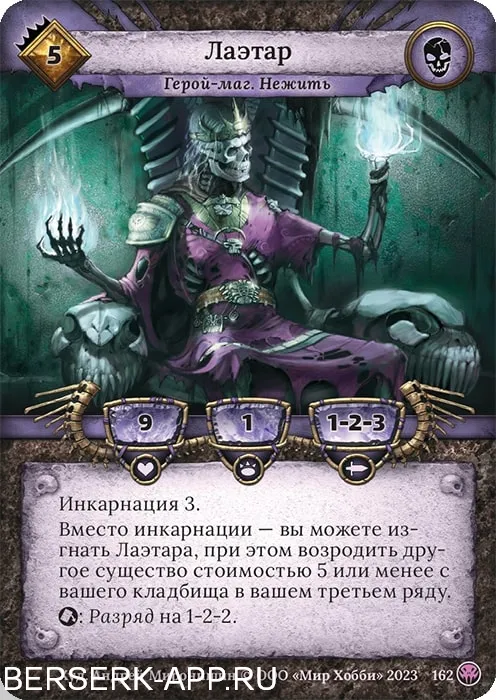 5
Лаэтар
Герой-маг. Нежить
9
1
1-2-3
Инкарнация 3.
Вместо инкарнации — вы можете из-
гнать Лаэтара, при этом возродить дру-
гое существо стоимостью 5 или менее с
вашего кладбища в вашем третьем ряду.
: Разряд на 1-2-2.
© ООО «Мир Хобби» 2023 162
BERSERK-APP.RU